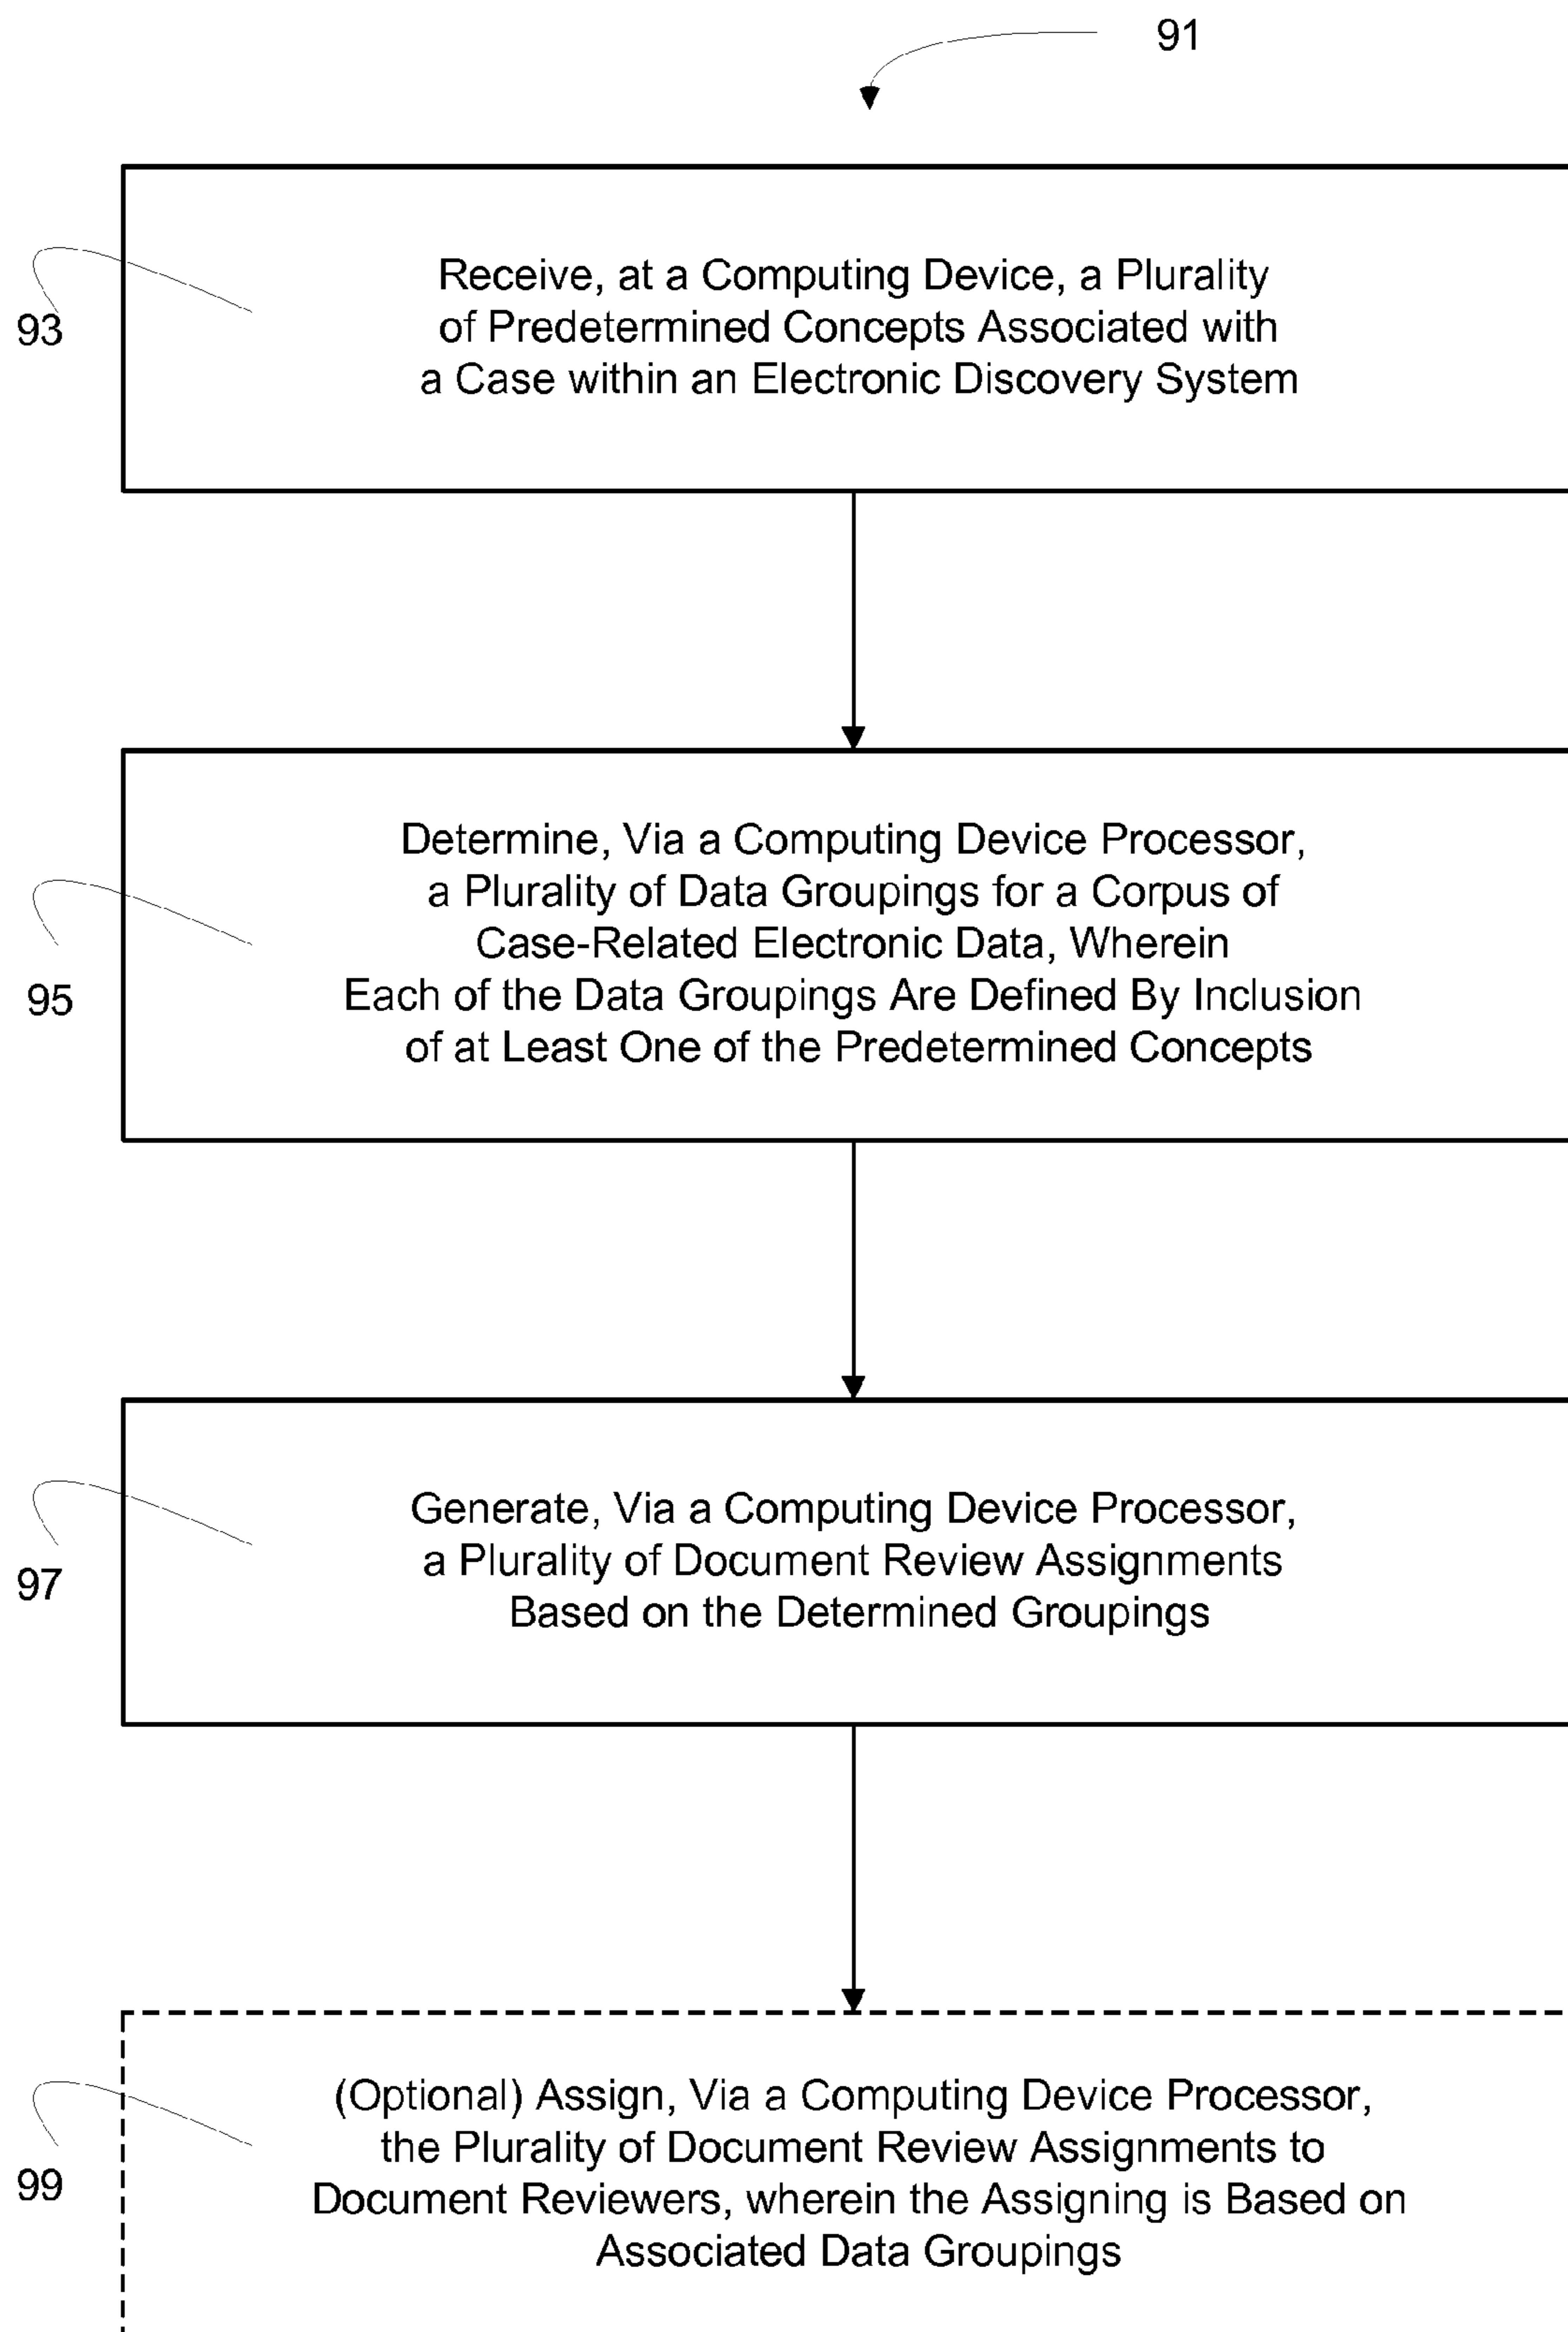 91
Receive, at a Computing Device, a Plurality
of Predetermined Concepts Associated with
a Case within an Electronic Discovery System
93
Determine, Via a Computing Device Processor,
a Plurality of Data Groupings for a Corpus of
Case-Related Electronic Data, Wherein
Each of the Data Groupings Are Defined By Inclusion
of at Least One of the Predetermined Concepts
95
Generate, Via a Computing Device Processor,
a Plurality of Document Review Assignments
Based on the Determined Groupings
97
(Optional) Assign, Via a Computing Device Processor,
the Plurality of Document Review Assignments to
Document Reviewers, wherein the Assigning is Based on
Associated Data Groupings
99